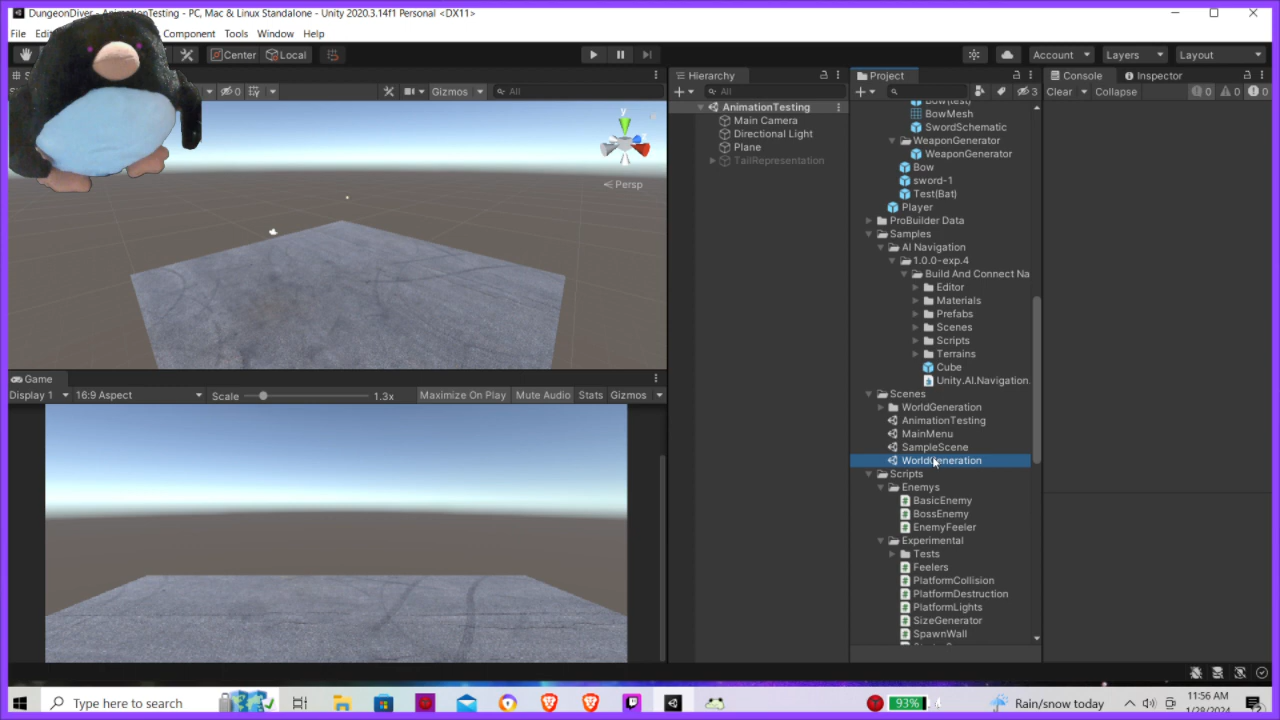 DungeonDiver - AnimationTesting - PC, Mac & Linux Standalone - Unity 2020.3.14f1 Personal <DX11>
File Component Tools Window Help
Center Local Account Layers Layout
Hierarchy Project Console Inspector
0 Gizmos All All 3 Clear Collapse 0 0 0
AnimationTesting
Main Camera
Directional Light
Plane
TailRepresentation
y
Persp
Bow(test)
BowMesh
SwordSchematic
WeaponGenerator
WeaponGenerator
Bow
sword-1
Test(Bat)
Player
ProBuilder Data
Samples
AI Navigation
1.0.0-exp.4
Build And Connect Na
Editor
Materials
Prefabs
Scenes
Scripts
Terrains
Cube
Unity.AI.Navigation.
Scenes
WorldGeneration
AnimationTesting
MainMenu
SampleScene
WorldGeneration
Scripts
Enemys
BasicEnemy
BossEnemy
EnemyFeeler
Experimental
Tests
Feelers
PlatformCollision
PlatformDestruction
PlatformLights
SizeGenerator
SpawnWall
Game
Display 1 16:9 Aspect Scale 1.3x Maximize On Play Mute Audio Stats Gizmos
Type here to search 93% Rain/snow today 11:56 AM
1/28/2024